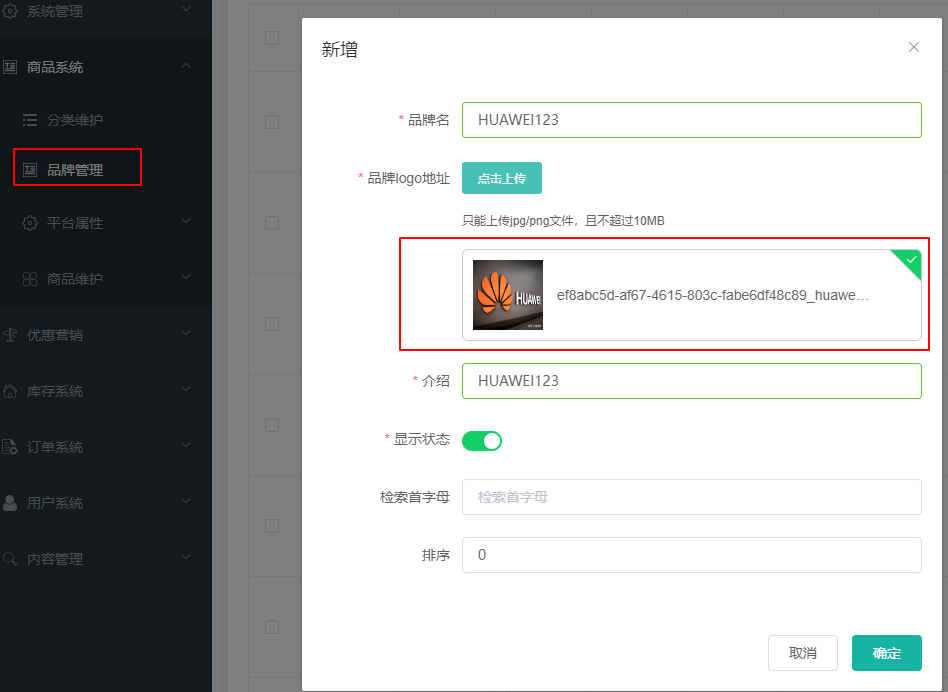 系统管理
商品系统
分类维护
品牌管理
平台属性
商品维护
优惠营销
库存系统
订单系统
用户系统
内容管理
新增
* 品牌名
HUAWEI123
* 品牌logo地址
点击上传
只能上传jpg/png文件，且不超过10MB
HUAWEI
ef8abc5d-af67-4615-803c-fabe6df48c89_huawe...
* 介绍
HUAWEI123
* 显示状态
检索首字母
检索首字母
排序
0
取消
确定